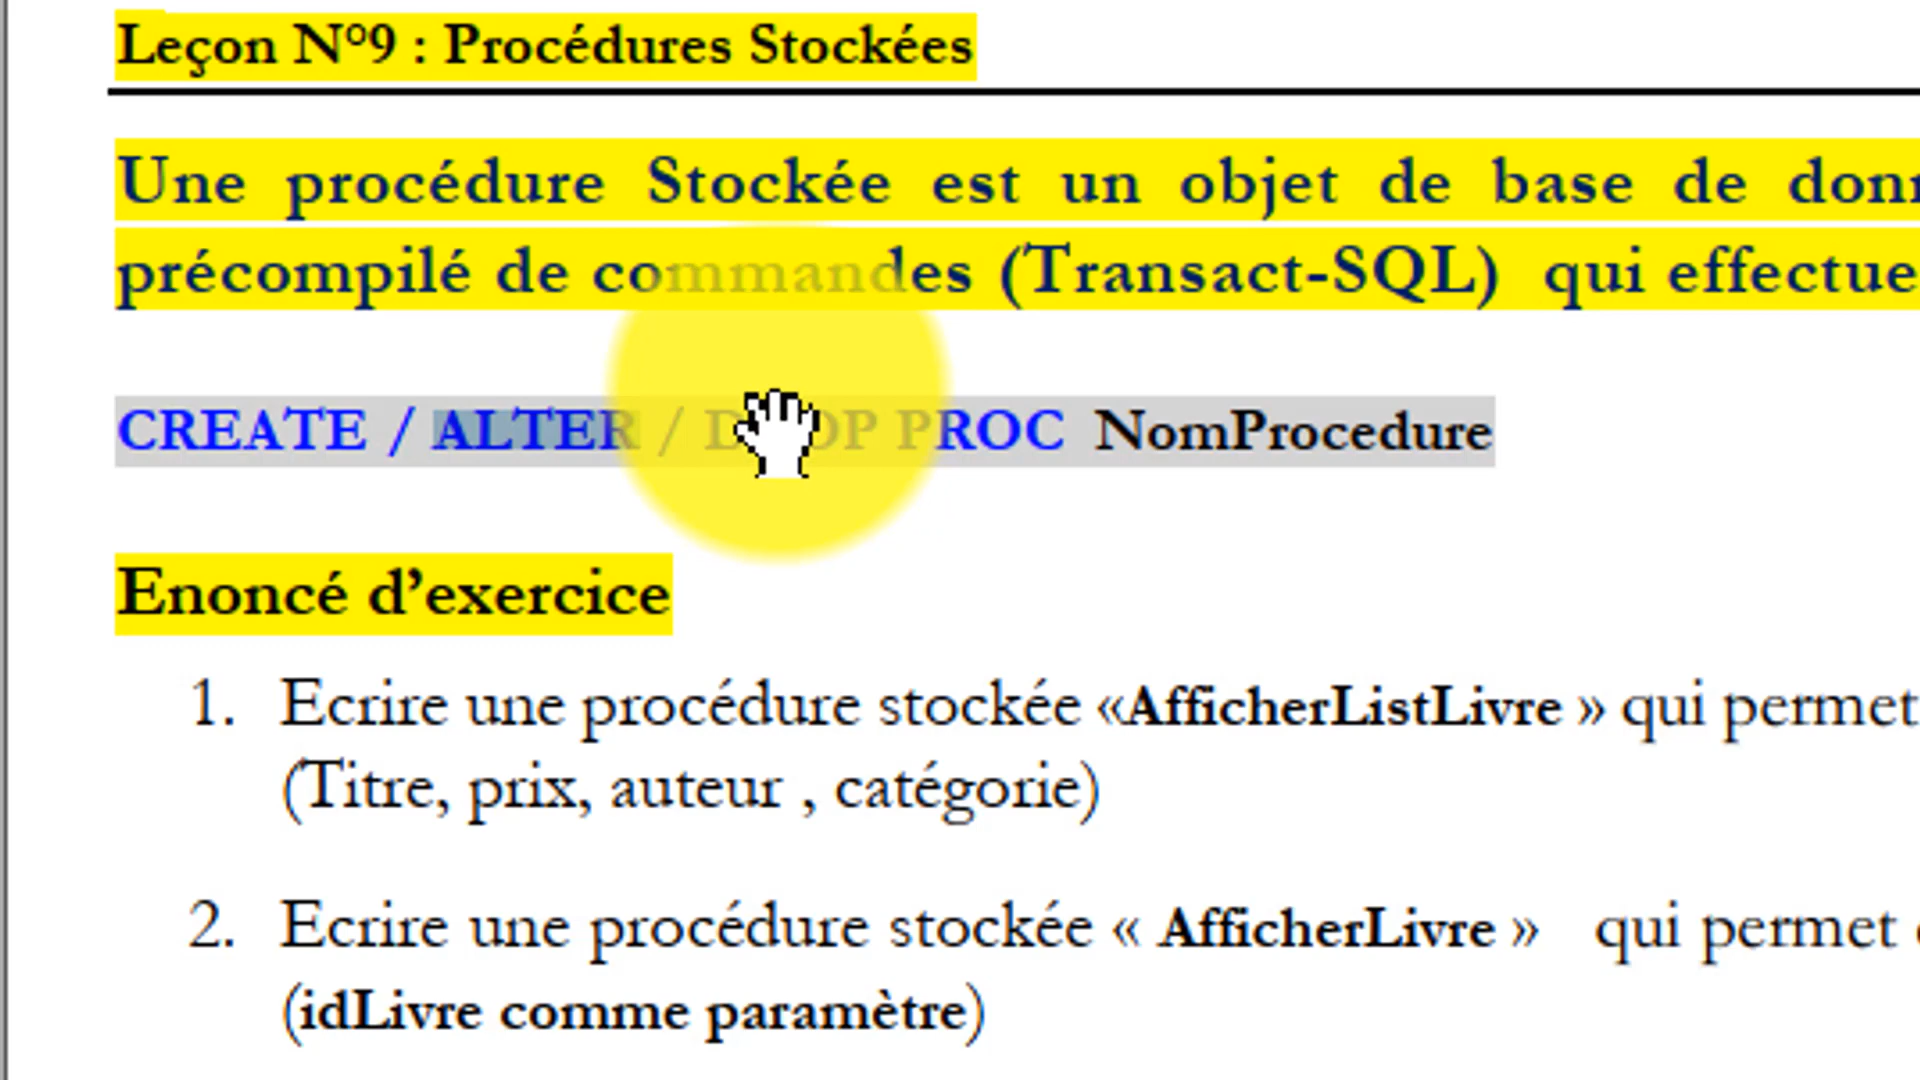 Leçon N°9 : Procédures Stockées
Une procédure Stockée est un objet de base de
précompilé de commandes (Transact-SQL) qui effectue
CREATE / ALTER / DROP PROC NomProcedure
Enoncé d’exercice
1. Ecrire une procédure stockée «AfficherListLivre » qui permet
(Titre, prix, auteur , catégorie)
2. Ecrire une procédure stockée « AfficherLivre » qui permet
(idLivre comme paramètre)